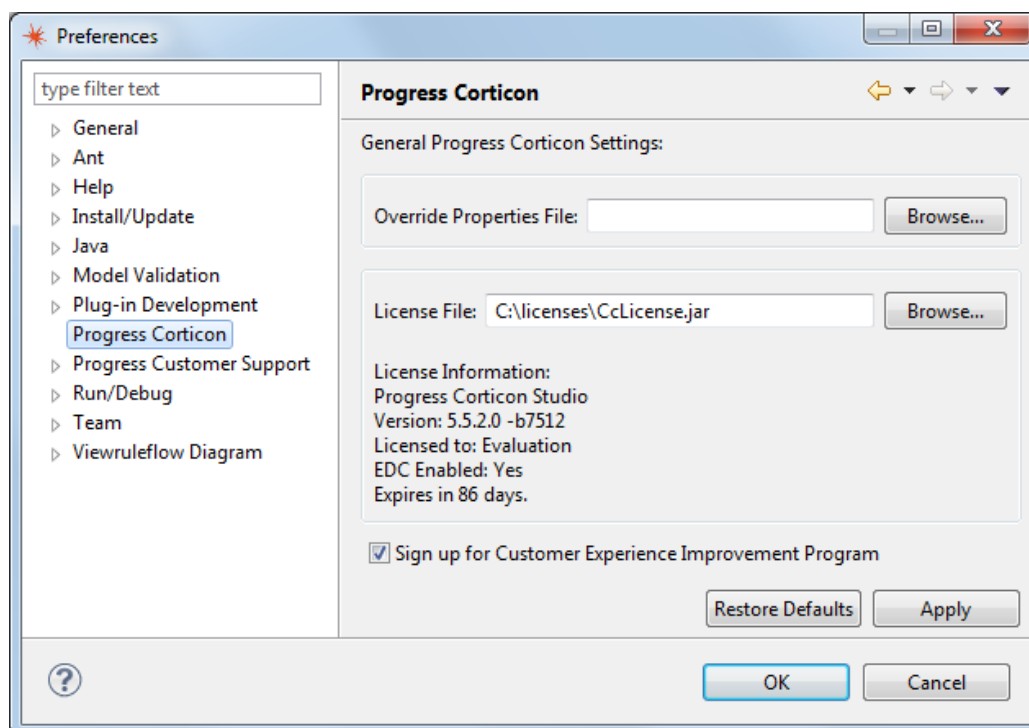 Preferences
type filter text
General
Ant
Help
Install/Update
Java
Model Validation
Plug-in Development
Progress Corticon
Progress Customer Support
Run/Debug
Team
Viewruleflow Diagram
Progress Corticon
General Progress Corticon Settings:
Override Properties File:
Browse...
License File: C:\licenses\CcLicense.jar
Browse...
License Information:
Progress Corticon Studio
Version: 5.5.2.0 -b7512
Licensed to: Evaluation
EDC Enabled: Yes
Expires in 86 days.
Sign up for Customer Experience Improvement Program
Restore Defaults
Apply
?
OK
Cancel